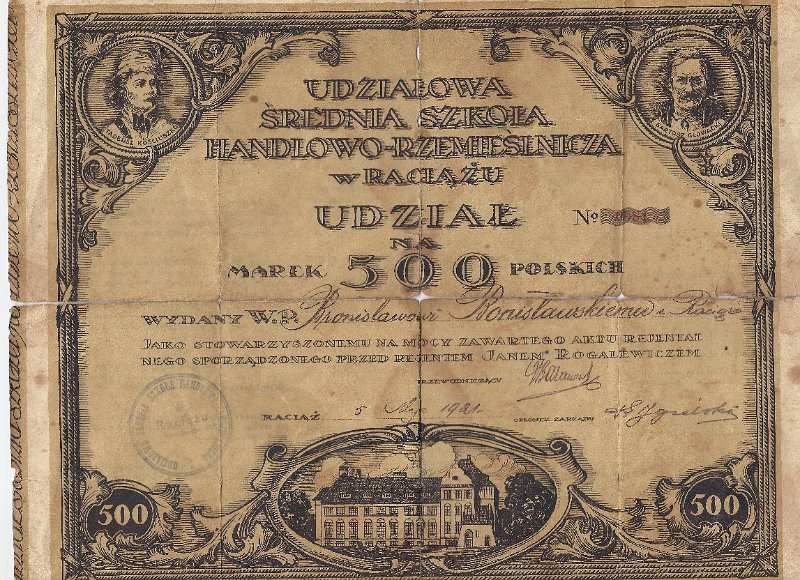 UDZIAŁOWA
ŚREDNIA SZKOŁA
HANDLOWO-RZEMIEŚLNICZA
W RACIĄŻU
UDZIAŁ No
NA
MAREK 500 POLSKICH
WYDANY W.P. Bronisławowi Bonisławskiemu z
JAKO STOWARZYSZONEMU NA MOCY ZAWARTEGO AKTU REJENTAL
NEGO SPORZĄDZONEGO PRZED REJENTEM JANEM ROGALEWICZEM
PRZEWODNICZĄCY
RACIĄŻ 5 Maja 1921 CZŁONEK ZARZĄDU
500 500